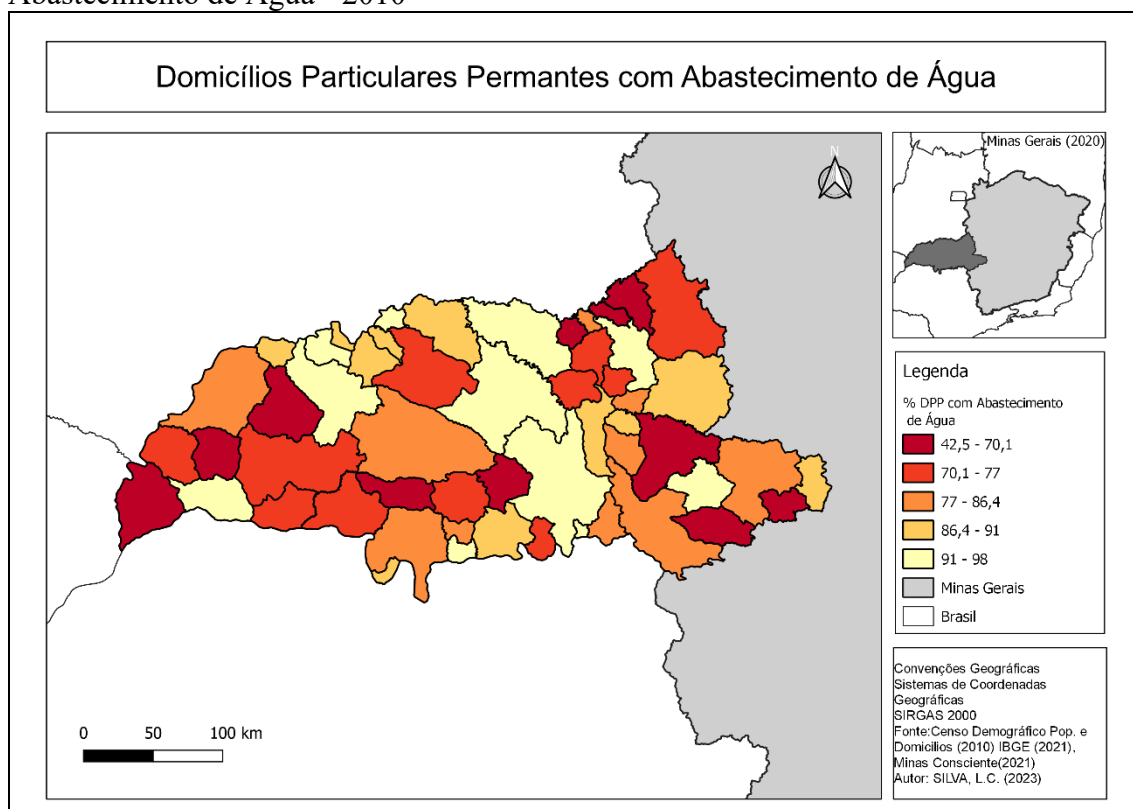 Abastecimento de Água - 2010
Domicílios Particulares Permantes com Abastecimento de Água
N
Minas Gerais (2020)
Legenda
% DPP com Abastecimento
de Água
42,5 - 70,1
70,1 - 77
77 - 86,4
86,4 - 91
91 - 98
Minas Gerais
Brasil
0 50 100 km
Convenções Geográficas
Sistemas de Coordenadas
Geográficas
SIRGAS 2000
Fonte:Censo Demográfico Pop. e
Domicilios (2010) IBGE (2021),
Minas Consciente(2021)
Autor: SILVA, L.C. (2023)